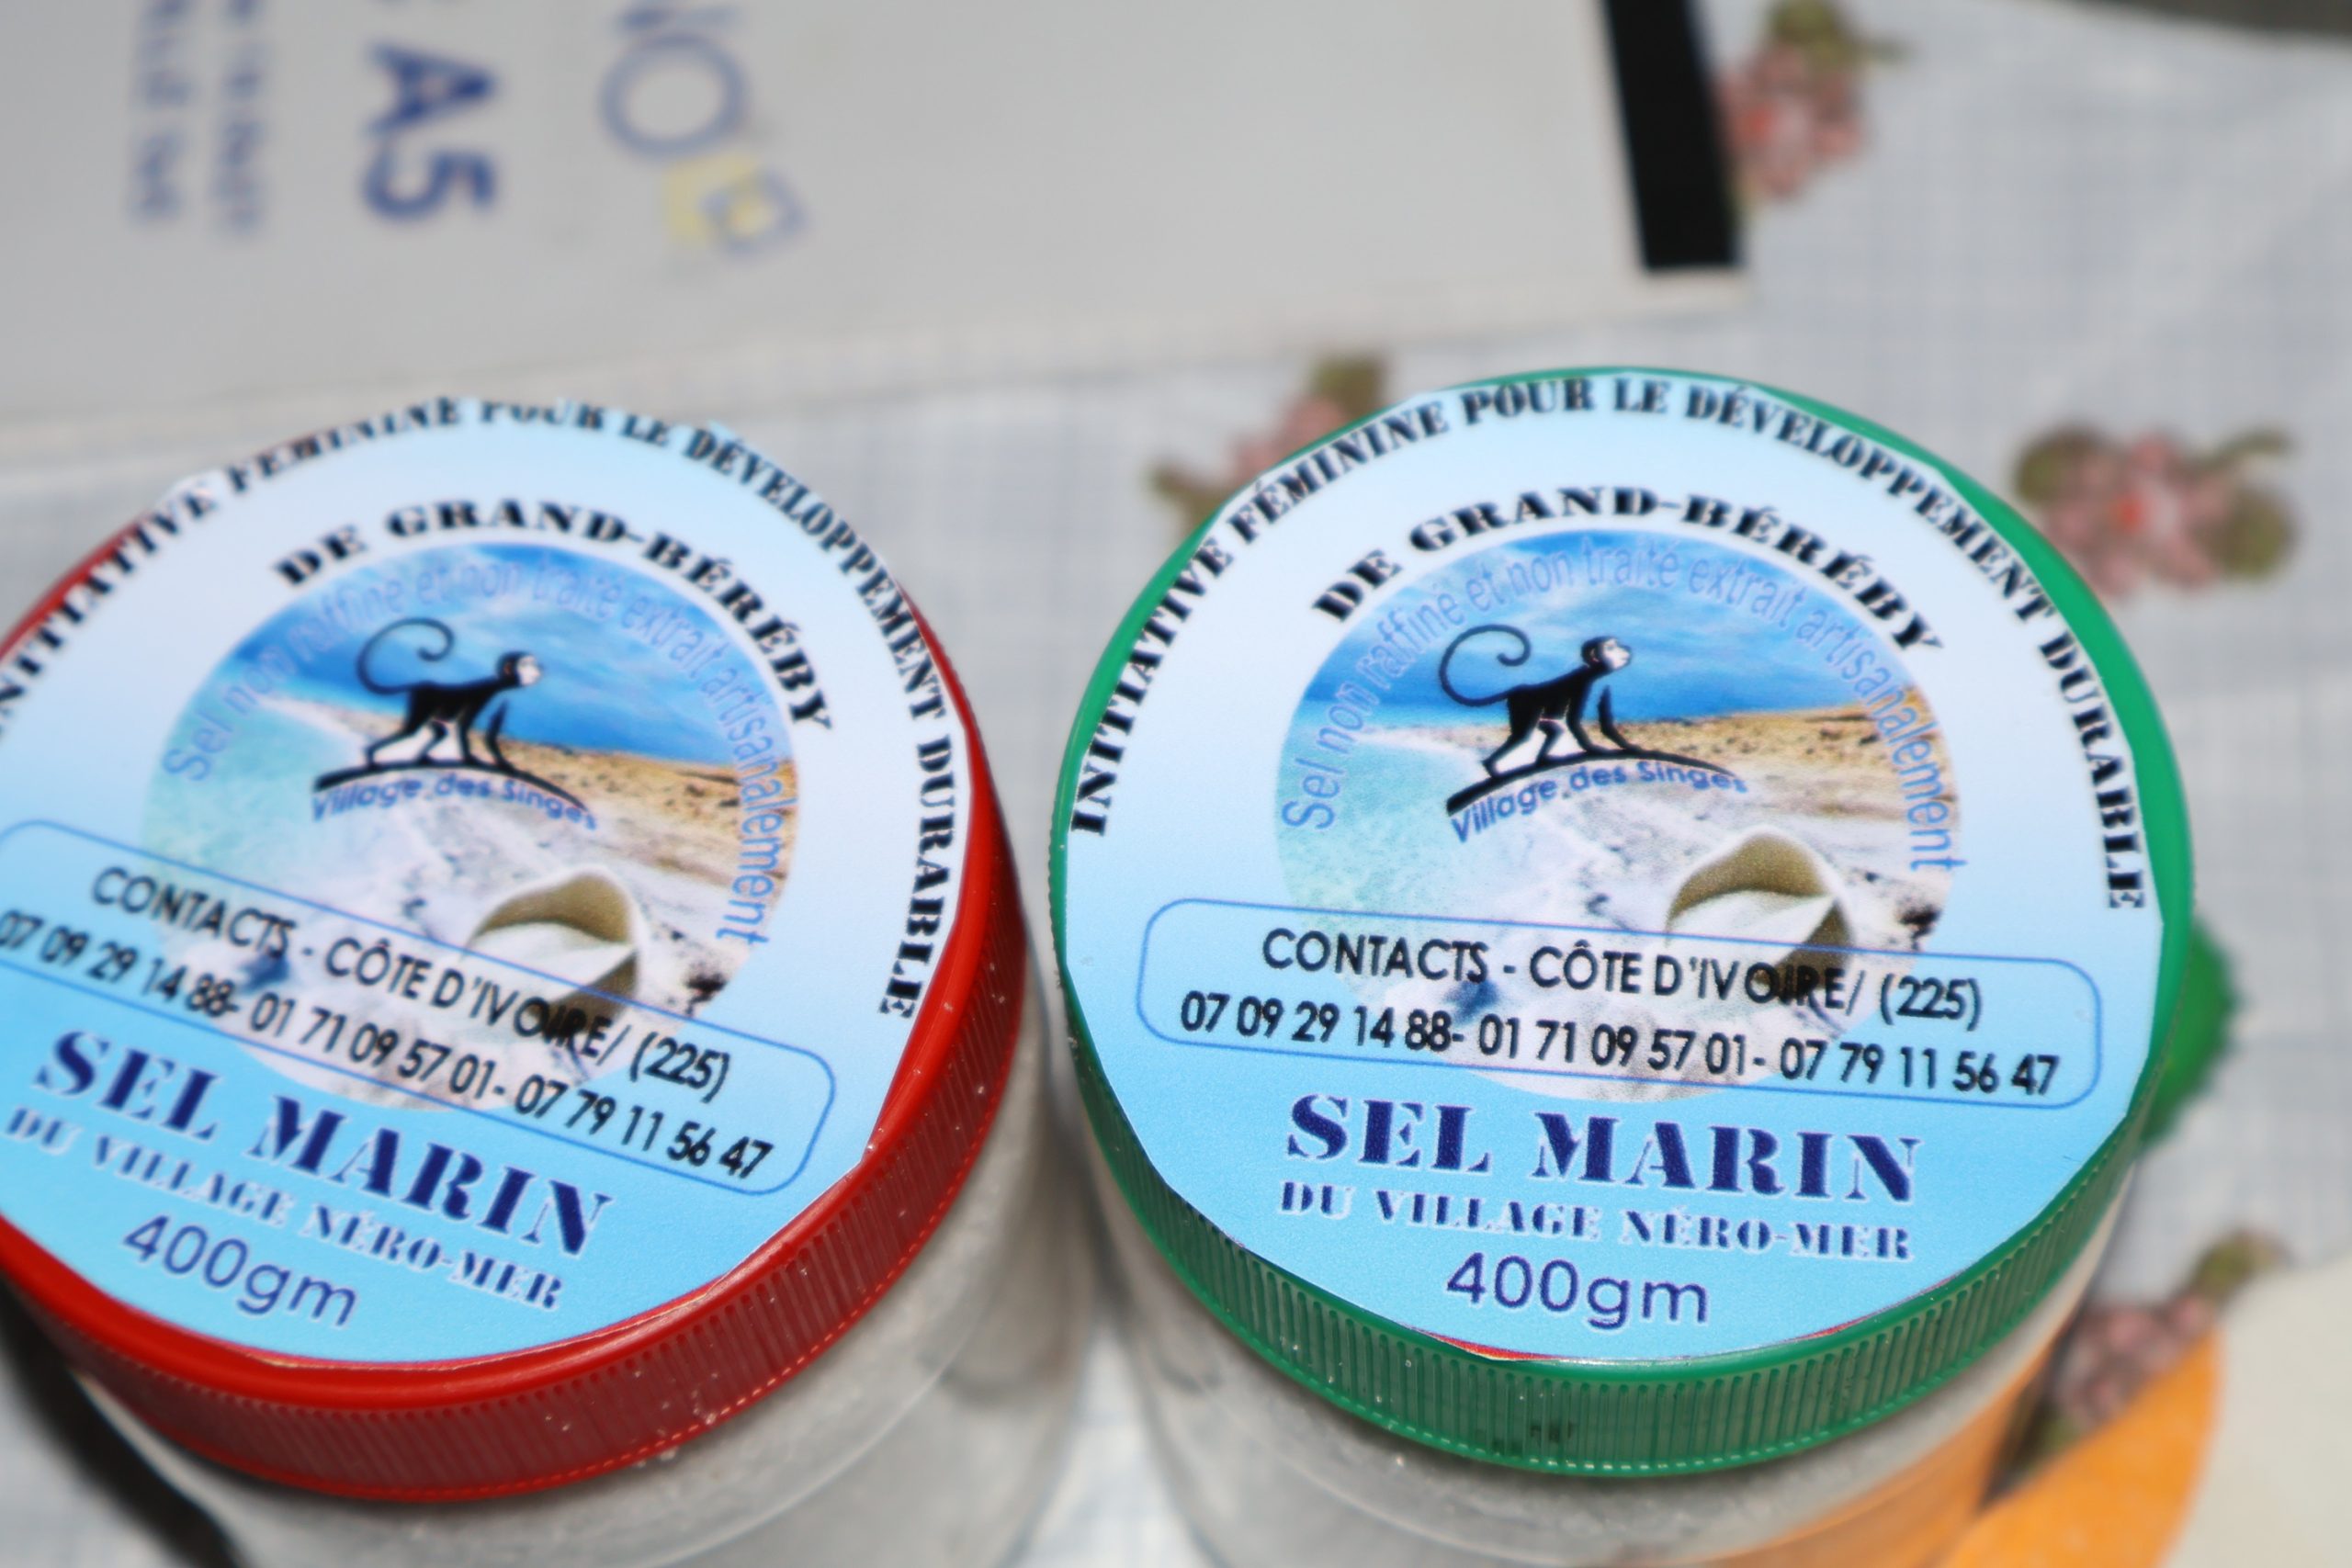 A5
NO
INITIATIVE FÉMININE POUR LE DÉVELOPPEMENT DURABLE
DE GRAND-BÉRÉBY
Sel non raffiné et non traité extrait artisanalement
Village des Singes
CONTACTS - CÔTE D'IVOIRE/ (225)
07 09 29 14 88- 01 71 09 57 01- 07 79 11 56 47
SEL MARIN
DU VILLAGE NÉRO-MER
400gm
INITIATIVE FÉMININE POUR LE DÉVELOPPEMENT DURABLE
DE GRAND-BÉRÉBY
Sel non raffiné et non traité extrait artisanalement
Village des Singes
CONTACTS - CÔTE D'IVOIRE/ (225)
07 09 29 14 88- 01 71 09 57 01- 07 79 11 56 47
SEL MARIN
DU VILLAGE NÉRO-MER
400gm